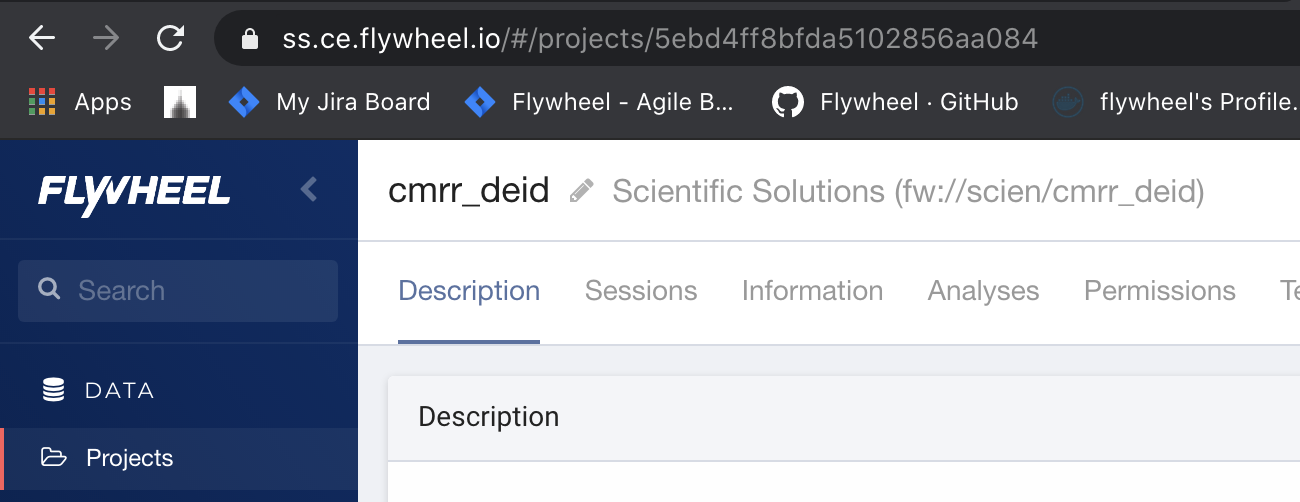 ss.ce.flywheel.io/#/projects/5ebd4ff8bfda5102856aa084
Apps My Jira Board Flywheel - Agile B... Flywheel · GitHub flywheel's Profile.
FLYWHEEL
cmrr_deid Scientific Solutions (fw://scien/cmrr_deid)
Search
Description Sessions Information Analyses Permissions Te
DATA
Description
Projects